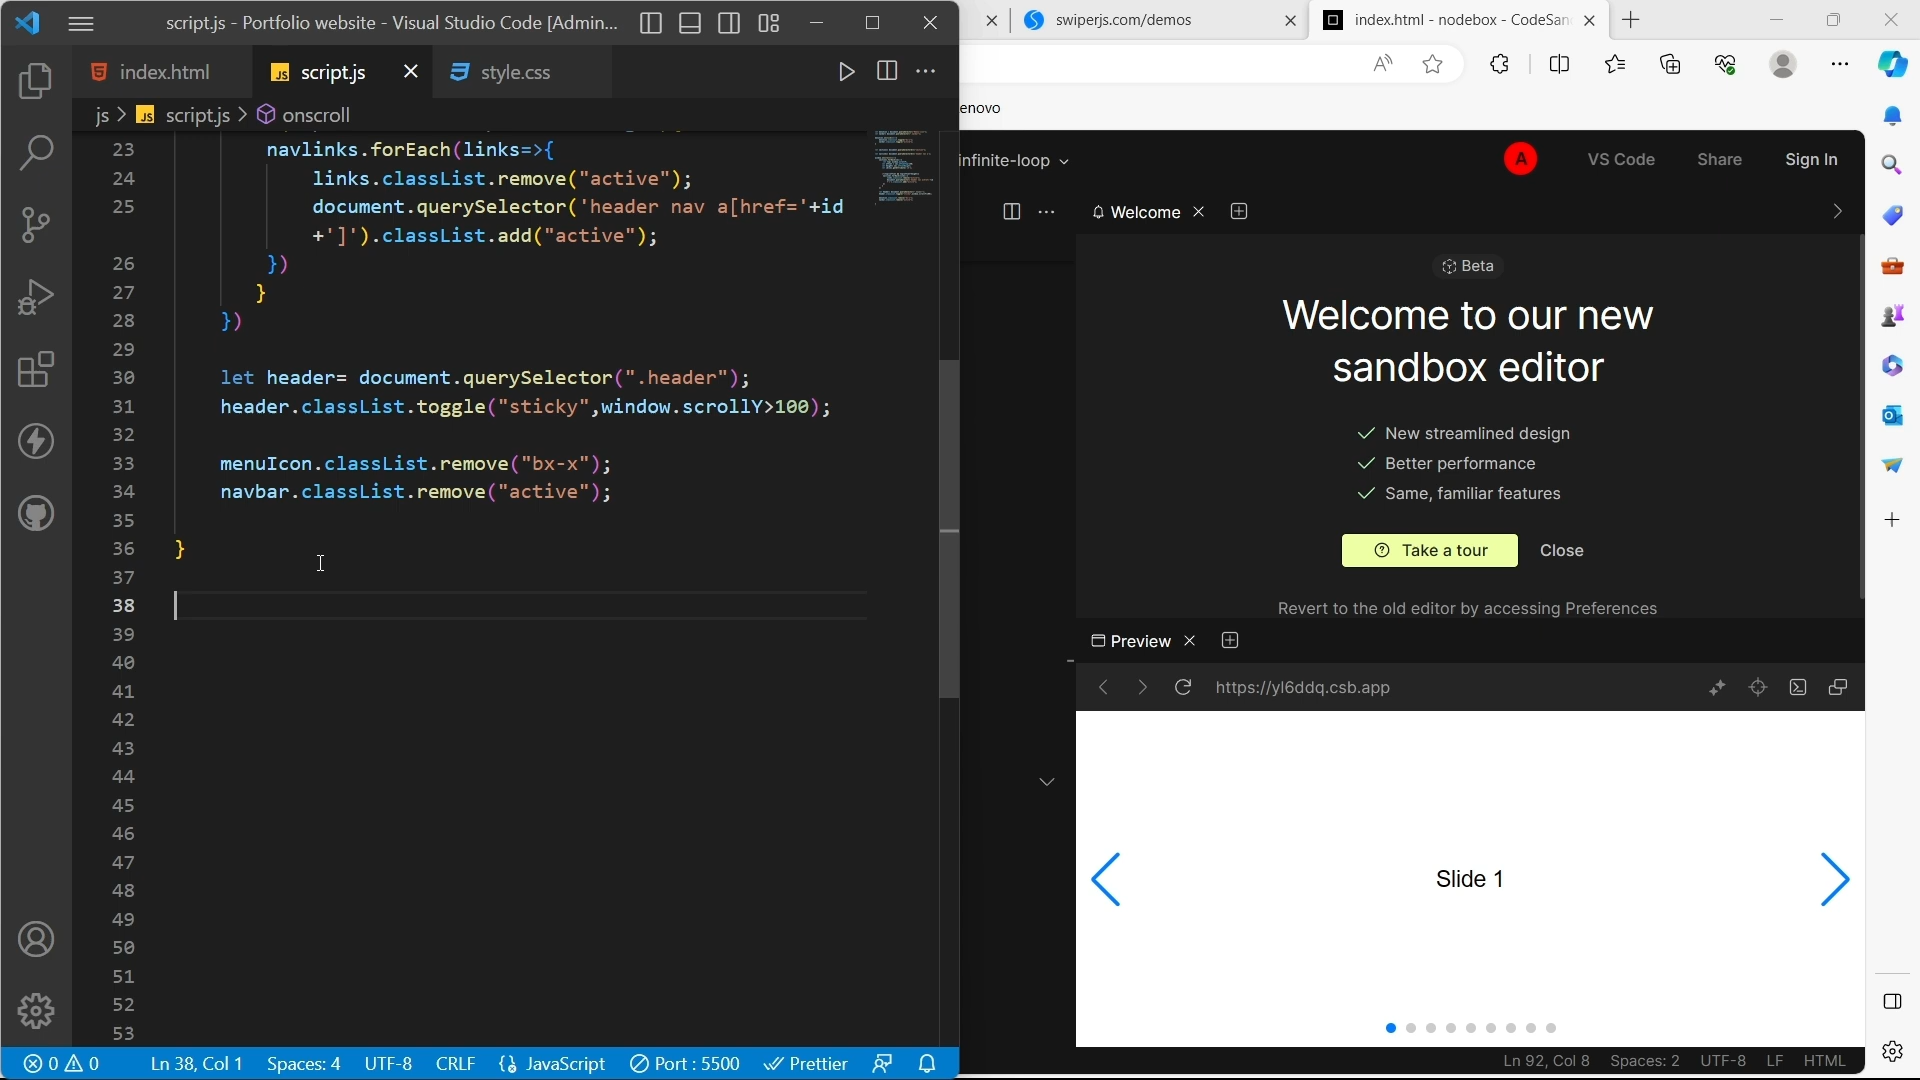 script.js - Portfolio website - Visual Studio Code [Admin...
index.html
JS script.js
style.css
js > JS script.js > onscroll
23 navlinks.forEach(links=>{
24 links.classList.remove("active");
25 document.querySelector('header nav a[href='+id
+']').classList.add("active");
26 })
27 }
28 })
29
30 let header= document.querySelector(".header");
31 header.classList.toggle("sticky",window.scrollY>100);
32
33 menuIcon.classList.remove("bx-x");
34 navbar.classList.remove("active");
35
36 }
37
38
39
40
41
42
43
44
45
46
47
48
49
50
51
52
53
0 0 Ln 38, Col 1 Spaces: 4 UTF-8 CRLF {} JavaScript Port : 5500 Prettier
swiperjs.com/demos
index.html - nodebox - CodeSan
enovo
infinite-loop
A VS Code Share Sign In
Welcome
Beta
Welcome to our new
sandbox editor
New streamlined design
Better performance
Same, familiar features
Take a tour Close
Revert to the old editor by accessing Preferences
Preview
https://yl6ddq.csb.app
Slide 1
Ln 92, Col 8 Spaces: 2 UTF-8 LF HTML